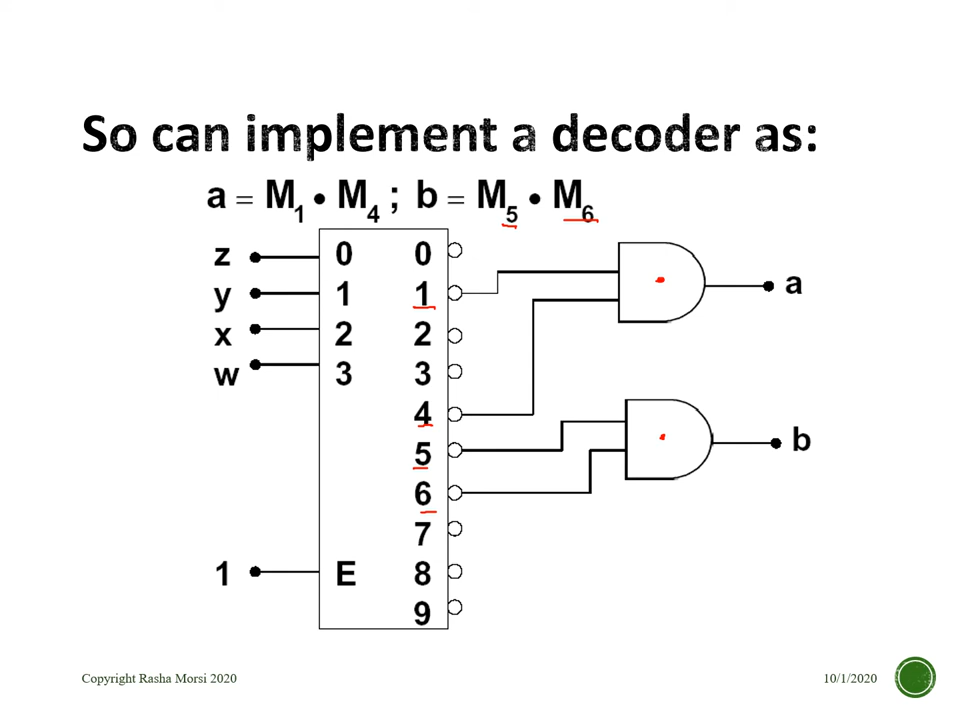 So can implement a decoder as:
a = M1 • M4 ; b = M5 • M6
z 0 0
y 1 1
x 2 2
w 3 3
4
5
6
7
1 E 8
9
a
b
Copyright Rasha Morsi 2020 10/1/2020